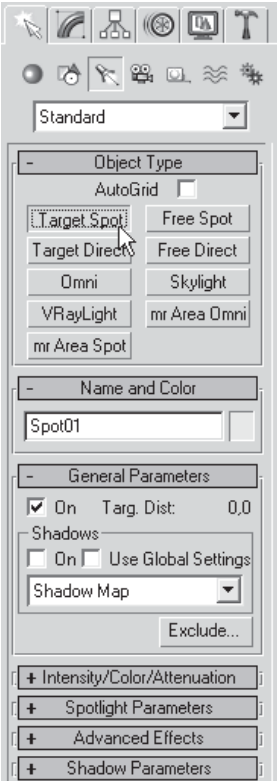 Standard
- Object Type
AutoGrid
Target Spot Free Spot
Target Direct Free Direct
Omni Skylight
VRayLight mr Area Omni
mr Area Spot
- Name and Color
Spot01
- General Parameters
On Targ. Dist: 0,0
Shadows
On Use Global Settings
Shadow Map
Exclude...
+ Intensity/Color/Attenuation
+ Spotlight Parameters
+ Advanced Effects
+ Shadow Parameters